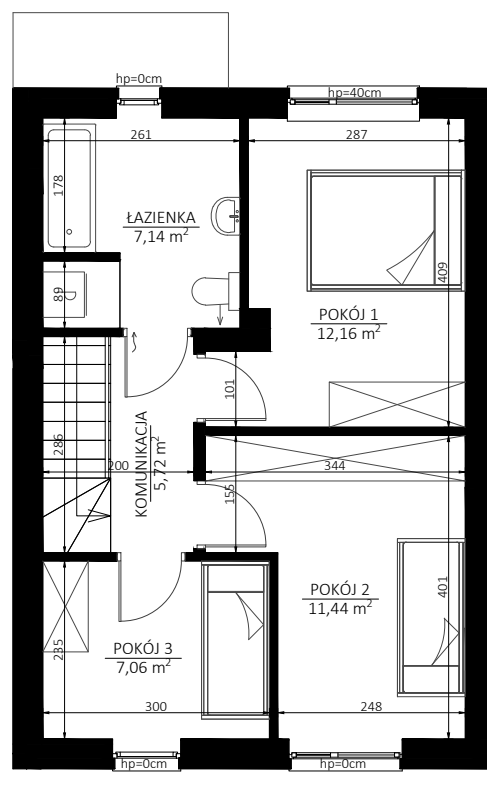 hp=0cm
hp=40cm
261
287
178
ŁAZIENKA
7,14 m²
409
89
POKÓJ 1
12,16 m²
101
286
KOMUNIKACJA
5,72 m²
200
344
155
POKÓJ 2
11,44 m²
401
235
POKÓJ 3
7,06 m²
300
248
hp=0cm
hp=0cm